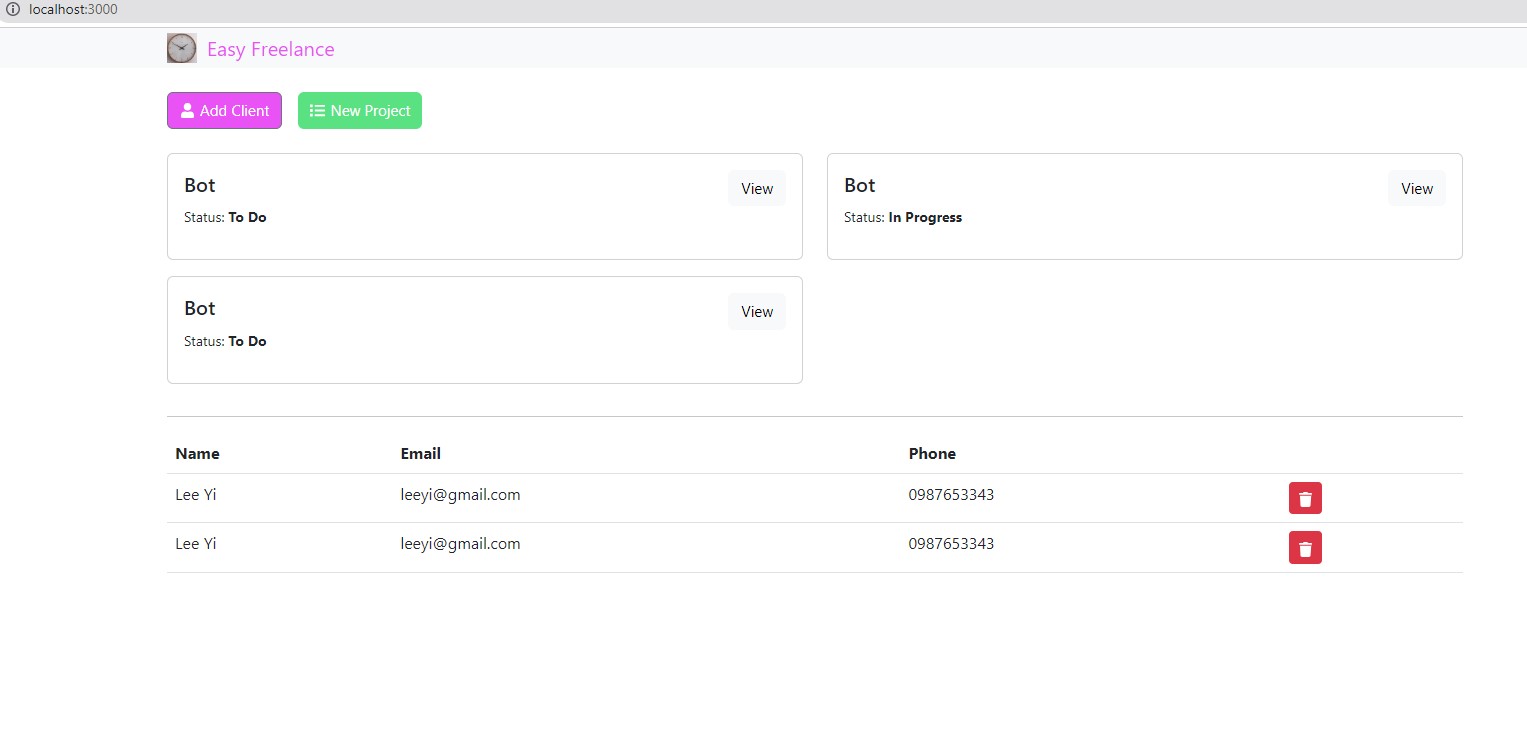 localhost:3000
Easy Freelance
Add Client New Project
Bot View
Status: To Do
Bot View
Status: In Progress
Bot View
Status: To Do
Name Email Phone
Lee Yi leeyi@gmail.com 0987653343
Lee Yi leeyi@gmail.com 0987653343